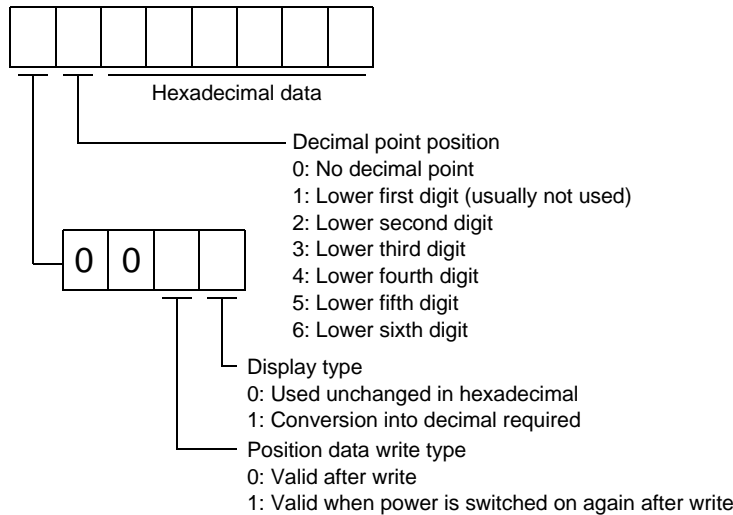 Hexadecimal data
Decimal point position
0: No decimal point
1: Lower first digit (usually not used)
2: Lower second digit
3: Lower third digit
4: Lower fourth digit
5: Lower fifth digit
6: Lower sixth digit
0 0
Display type
0: Used unchanged in hexadecimal
1: Conversion into decimal required
Position data write type
0: Valid after write
1: Valid when power is switched on again after write